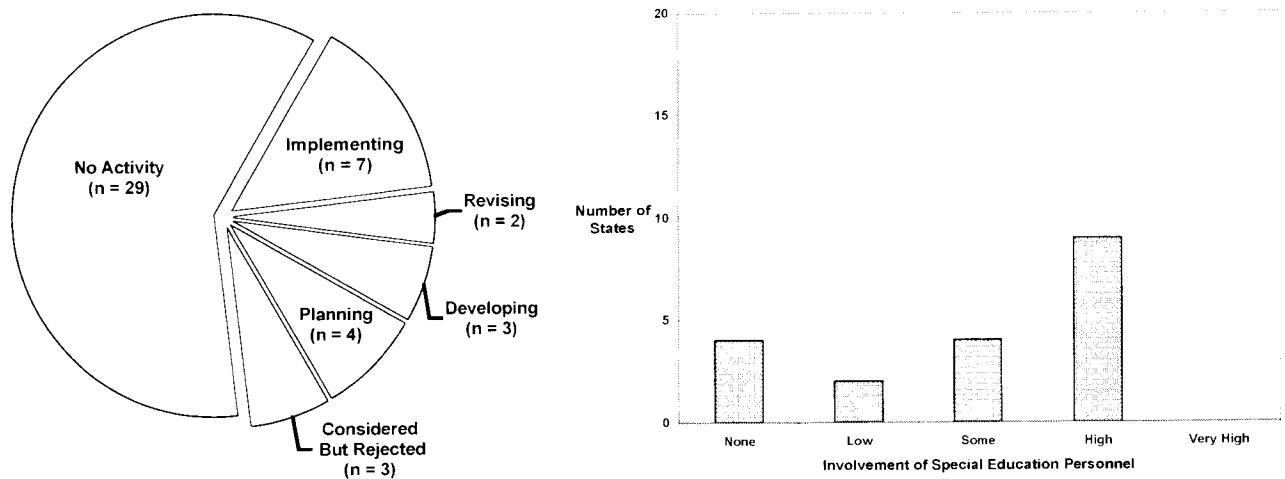 No Activity
(n = 29)
Implementing
(n = 7)
Revising
(n = 2)
Developing
(n = 3)
Planning
(n = 4)
Considered
But Rejected
(n = 3)
20
15
10
5
0
Number of
States
None
Low
Some
High
Very High
Involvement of Special Education Personnel